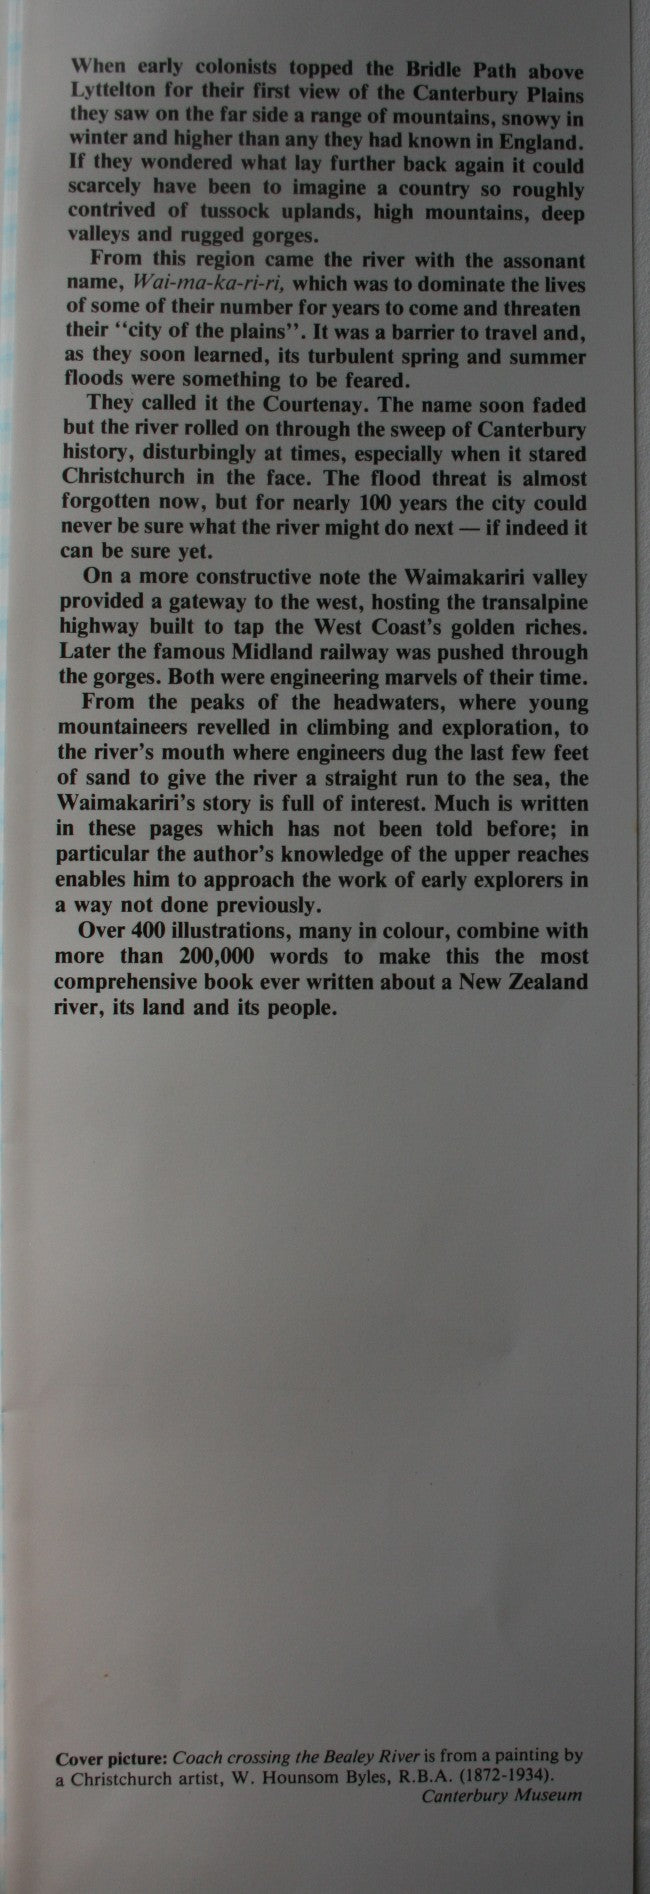 When early colonists topped the Bridle Path above
Lyttelton for their first view of the Canterbury Plains
they saw on the far side a range of mountains, snowy in
winter and higher than any they had known in England.
If they wondered what lay further back again it could
scarcely have been to imagine a country so roughly
contrived of tussock uplands, high mountains, deep
valleys and rugged gorges.
From this region came the river with the assonant
name, Wai-ma-ka-ri-ri, which was to dominate the lives
of some of their number for years to come and threaten
their “city of the plains”. It was a barrier to travel and,
as they soon learned, its turbulent spring and summer
floods were something to be feared.
They called it the Courtenay. The name soon faded
but the river rolled on through the sweep of Canterbury
history, disturbingly at times, especially when it stared
Christchurch in the face. The flood threat is almost
forgotten now, but for nearly 100 years the city could
never be sure what the river might do next — if indeed it
can be sure yet.
On a more constructive note the Waimakariri valley
provided a gateway to the west, hosting the transalpine
highway built to tap the West Coast’s golden riches.
Later the famous Midland railway was pushed through
the gorges. Both were engineering marvels of their time.
From the peaks of the headwaters, where young
mountaineers revelled in climbing and exploration, to
the river’s mouth where engineers dug the last few feet
of sand to give the river a straight run to the sea, the
Waimakariri’s story is full of interest. Much is written
in these pages which has not been told before; in
particular the author’s knowledge of the upper reaches
enables him to approach the work of early explorers in
a way not done previously.
Over 400 illustrations, many in colour, combine with
more than 200,000 words to make this the most
comprehensive book ever written about a New Zealand
river, its land and its people.
Cover picture: Coach crossing the Bealey River is from a painting by
a Christchurch artist, W. Hounsom Byles, R.B.A. (1872-1934).
Canterbury Museum